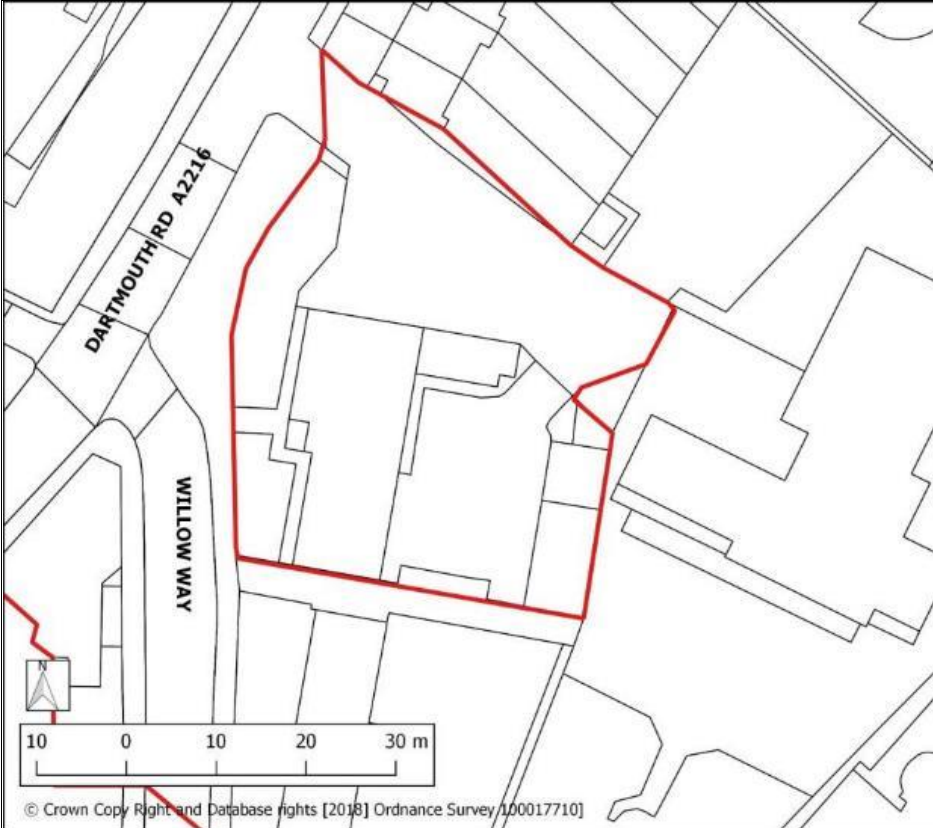 DARTMOUTH RD A2216
WILLOW WAY
N
10 0 10 20 30 m
© Crown Copy Right and Database rights [2018] Ordnance Survey 100017710]